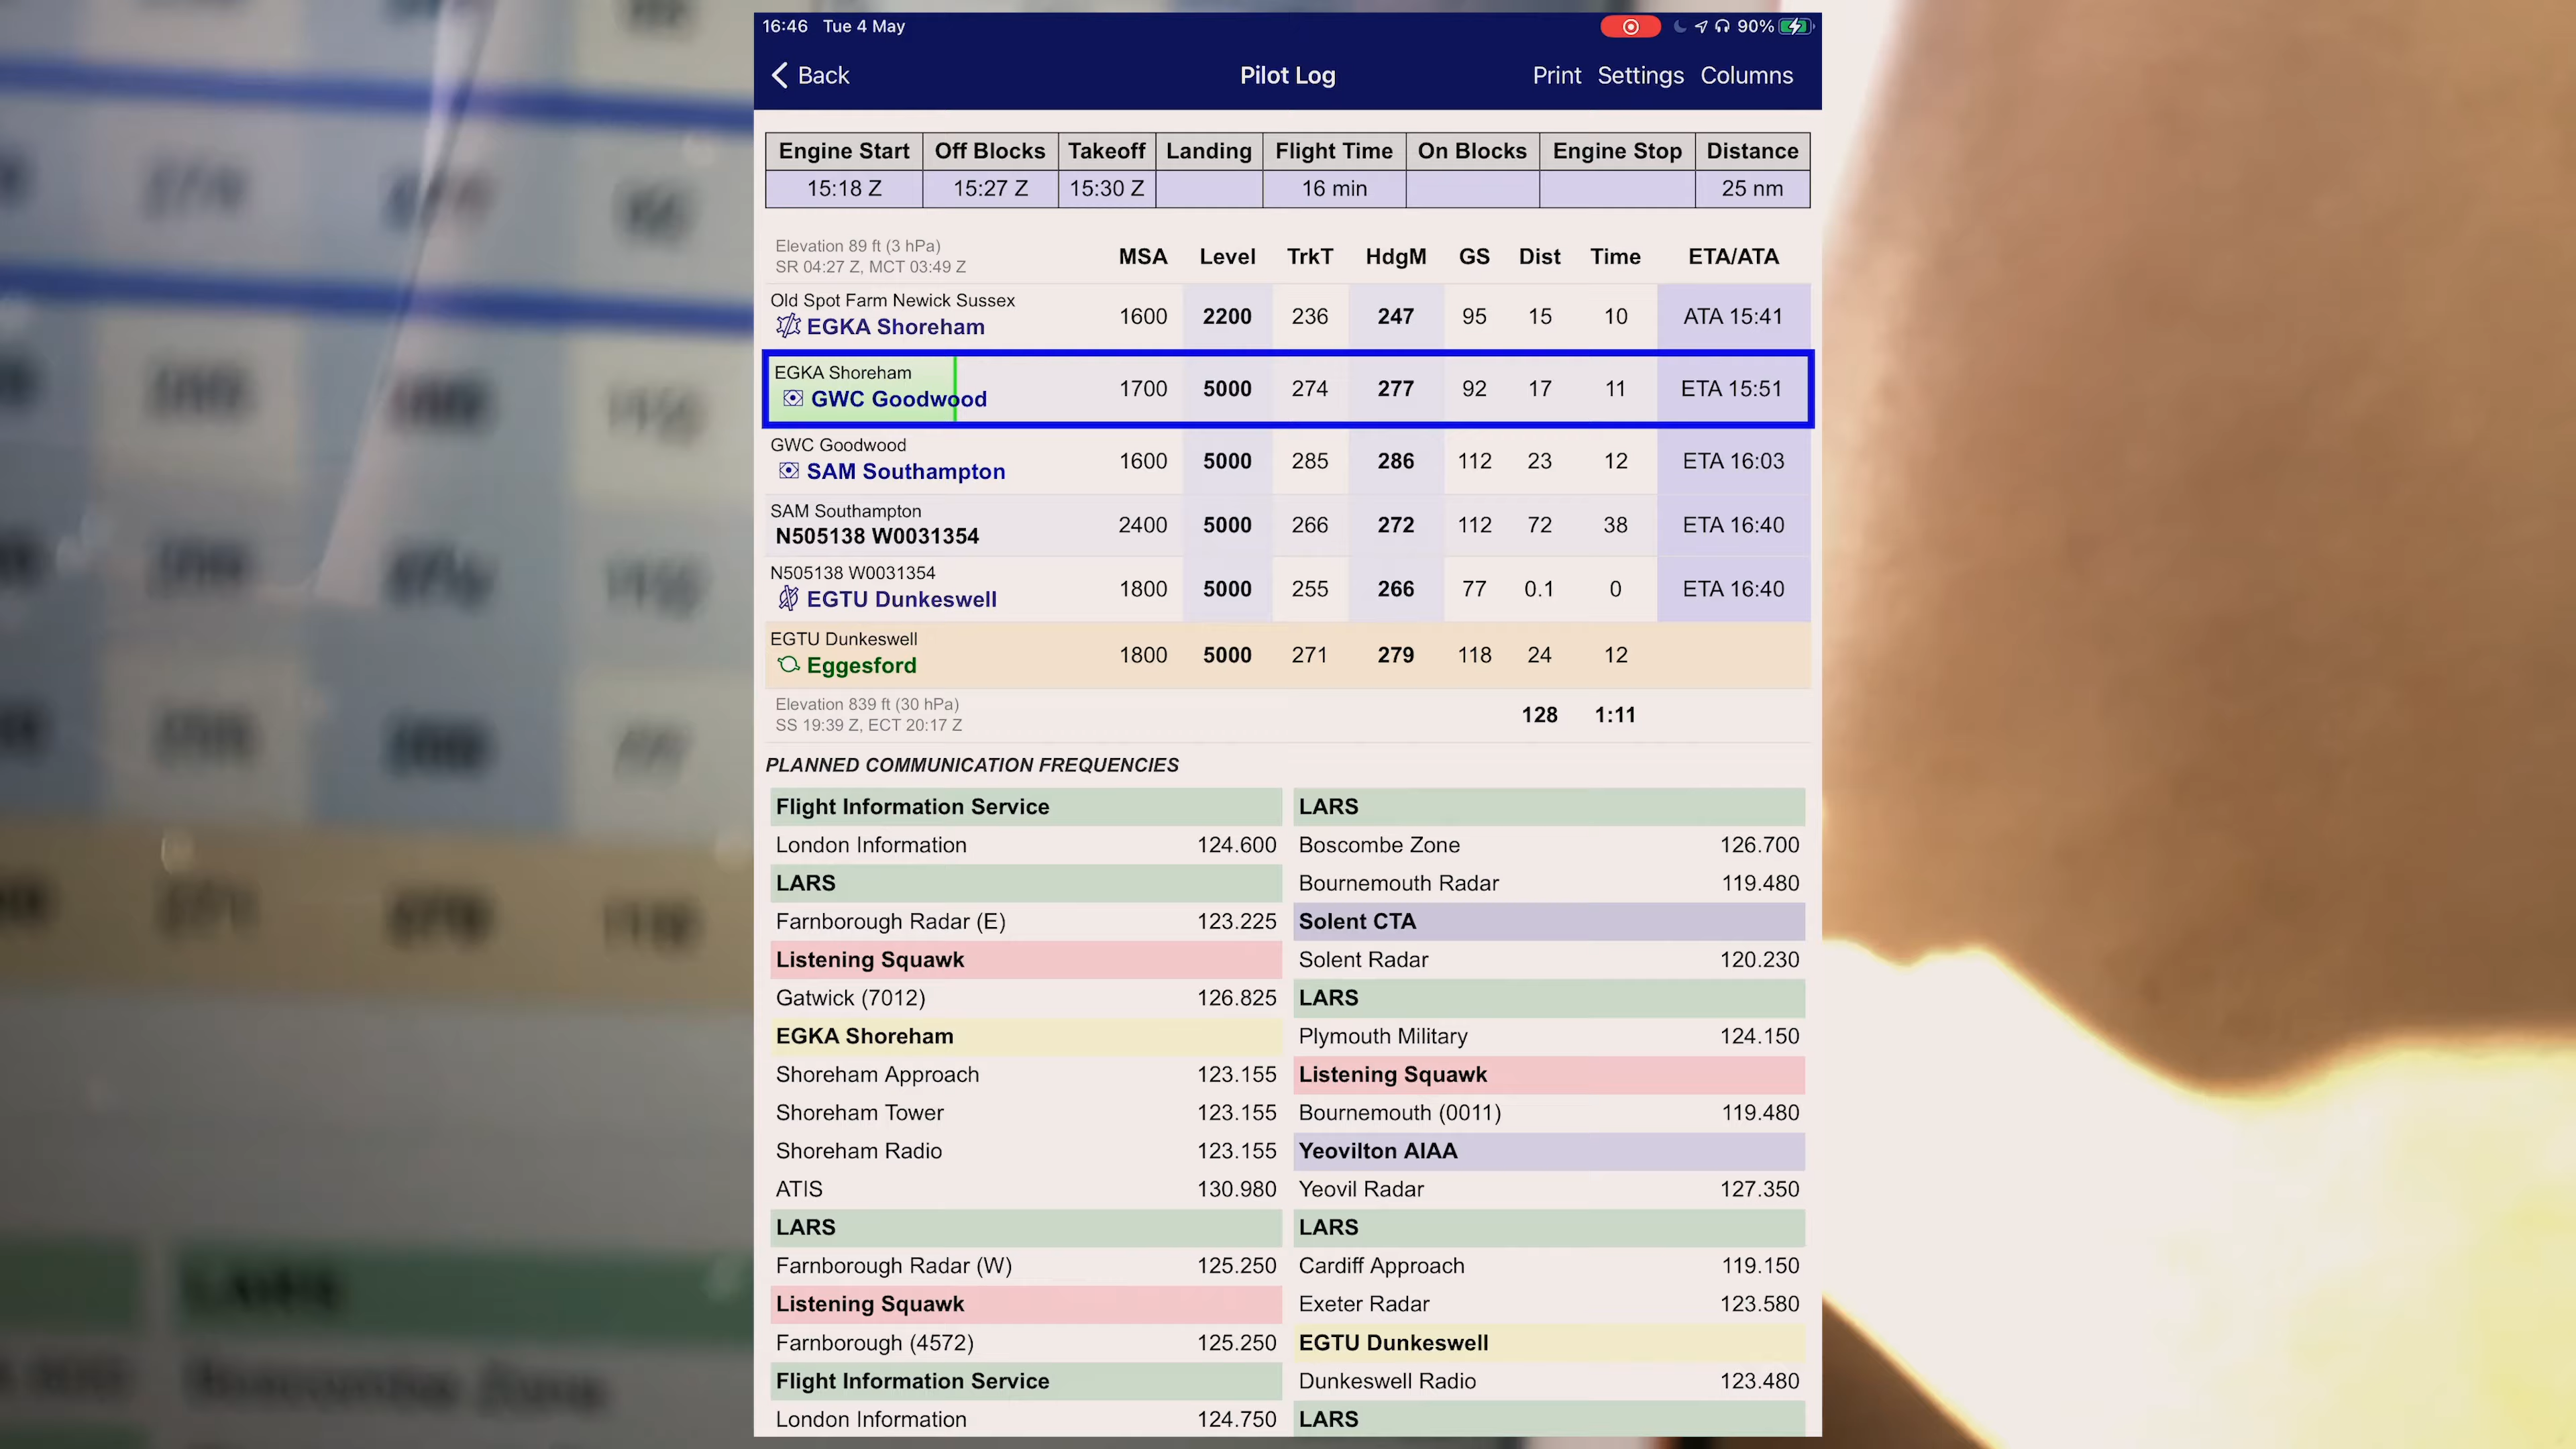 16:46 Tue 4 May 90%
Back Pilot Log Print Settings Columns
Engine Start Off Blocks Takeoff Landing Flight Time On Blocks Engine Stop Distance
15:18 Z 15:27 Z 15:30 Z 16 min 25 nm
Elevation 89 ft (3 hPa)
SR 04:27 Z, MCT 03:49 Z
MSA Level TrkT HdgM GS Dist Time ETA/ATA
Old Spot Farm Newick Sussex
EGKA Shoreham 1600 2200 236 247 95 15 10 ATA 15:41
EGKA Shoreham
GWC Goodwood 1700 5000 274 277 92 17 11 ETA 15:51
GWC Goodwood
SAM Southampton 1600 5000 285 286 112 23 12 ETA 16:03
SAM Southampton
N505138 W0031354 2400 5000 266 272 112 72 38 ETA 16:40
N505138 W0031354
EGTU Dunkeswell 1800 5000 255 266 77 0.1 0 ETA 16:40
EGTU Dunkeswell
Eggesford 1800 5000 271 279 118 24 12
Elevation 839 ft (30 hPa)
SS 19:39 Z, ECT 20:17 Z
128 1:11
PLANNED COMMUNICATION FREQUENCIES
Flight Information Service
London Information 124.600
LARS
Farnborough Radar (E) 123.225
Listening Squawk
Gatwick (7012) 126.825
EGKA Shoreham
Shoreham Approach 123.155
Shoreham Tower 123.155
Shoreham Radio 123.155
ATIS 130.980
LARS
Farnborough Radar (W) 125.250
Listening Squawk
Farnborough (4572) 125.250
Flight Information Service
London Information 124.750
LARS
Boscombe Zone 126.700
Bournemouth Radar 119.480
Solent CTA
Solent Radar 120.230
LARS
Plymouth Military 124.150
Listening Squawk
Bournemouth (0011) 119.480
Yeovilton AIAA
Yeovil Radar 127.350
LARS
Cardiff Approach 119.150
Exeter Radar 123.580
EGTU Dunkeswell
Dunkeswell Radio 123.480
LARS
LARS
Boscombe Zone